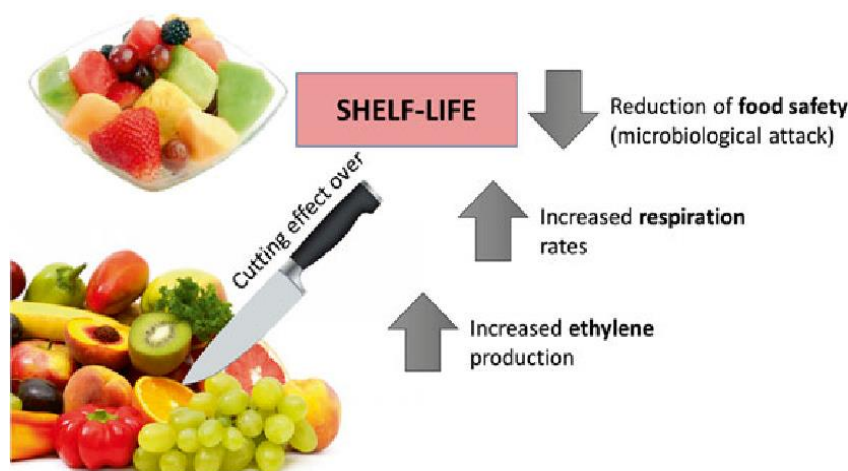 SHELF-LIFE
Reduction of food safety
(microbiological attack)
Cutting effect over
Increased respiration
rates
Increased ethylene
production